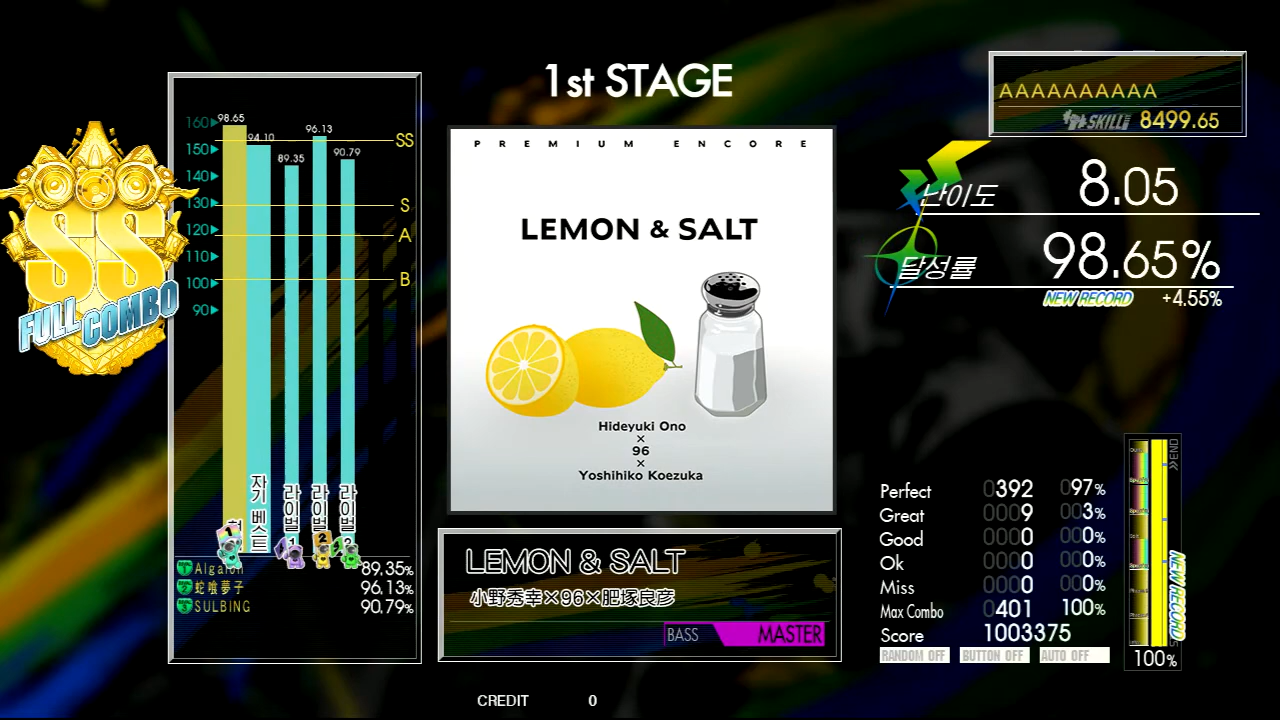 1st STAGE
AAAAAAAAAA
SKILL 8499.65
160
150
140
130
120
110
100
90
98.65
94.10
89.35
96.13
90.79
SS
S
A
B
SS
FULL COMBO
자기 베스트
라이벌 1
라이벌
라이벌
1 Algalon 89.35%
2 蛇喰夢子 96.13%
3 SULBING 90.79%
PREMIUM ENCORE
LEMON & SALT
Hideyuki Ono
×
96
×
Yoshihiko Koezuka
LEMON & SALT
小野秀幸×96×肥塚良彦
BASS MASTER
난이도 8.05
달성률 98.65%
NEW RECORD +4.55%
Perfect 0392 097%
Great 0009 003%
Good 0000 000%
Ok 0000 000%
Miss 0000 000%
Max Combo 0401 100%
Score 1003375
RANDOM OFF BUTTON OFF AUTO OFF
END
NEW RECORD
100%
CREDIT 0